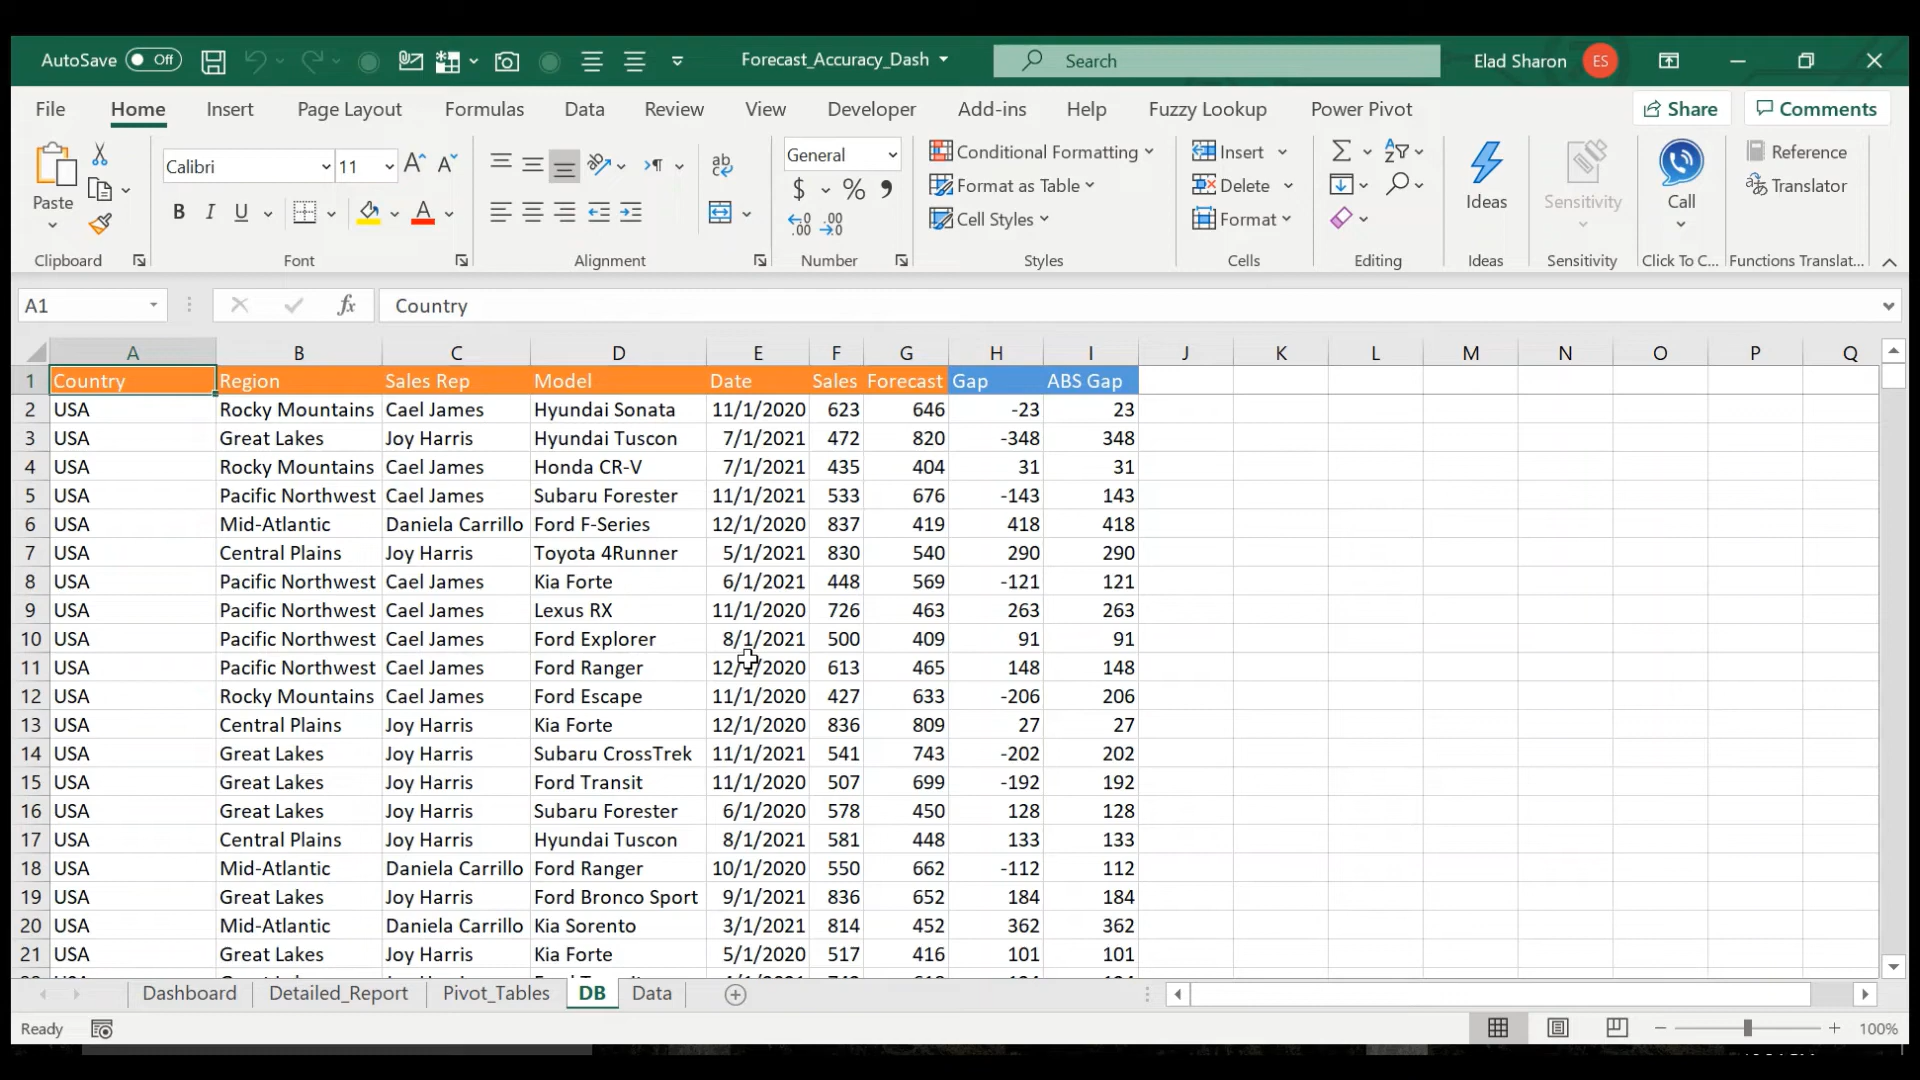 AutoSave Off Forecast_Accuracy_Dash Search Elad Sharon ES
File Home Insert Page Layout Formulas Data Review View Developer Add-ins Help Fuzzy Lookup Power Pivot Share Comments
Paste Calibri 11 General Conditional Formatting Insert Reference
B I U $ % Format as Table Delete Ideas Sensitivity Call Translator
Cell Styles Format
Clipboard Font Alignment Number Styles Cells Editing Ideas Sensitivity Click To C... Functions Translat...
A1 fx Country
A B C D E F G H I J K L M N O P Q
1 Country Region Sales Rep Model Date Sales Forecast Gap ABS Gap
2 USA Rocky Mountains Cael James Hyundai Sonata 11/1/2020 623 646 -23 23
3 USA Great Lakes Joy Harris Hyundai Tuscon 7/1/2021 472 820 -348 348
4 USA Rocky Mountains Cael James Honda CR-V 7/1/2021 435 404 31 31
5 USA Pacific Northwest Cael James Subaru Forester 11/1/2021 533 676 -143 143
6 USA Mid-Atlantic Daniela Carrillo Ford F-Series 12/1/2020 837 419 418 418
7 USA Central Plains Joy Harris Toyota 4Runner 5/1/2021 830 540 290 290
8 USA Pacific Northwest Cael James Kia Forte 6/1/2021 448 569 -121 121
9 USA Pacific Northwest Cael James Lexus RX 11/1/2020 726 463 263 263
10 USA Pacific Northwest Cael James Ford Explorer 8/1/2021 500 409 91 91
11 USA Pacific Northwest Cael James Ford Ranger 12/1/2020 613 465 148 148
12 USA Rocky Mountains Cael James Ford Escape 11/1/2020 427 633 -206 206
13 USA Central Plains Joy Harris Kia Forte 12/1/2020 836 809 27 27
14 USA Great Lakes Joy Harris Subaru CrossTrek 11/1/2021 541 743 -202 202
15 USA Great Lakes Joy Harris Ford Transit 11/1/2020 507 699 -192 192
16 USA Great Lakes Joy Harris Subaru Forester 6/1/2020 578 450 128 128
17 USA Central Plains Joy Harris Hyundai Tuscon 8/1/2021 581 448 133 133
18 USA Mid-Atlantic Daniela Carrillo Ford Ranger 10/1/2020 550 662 -112 112
19 USA Great Lakes Joy Harris Ford Bronco Sport 9/1/2021 836 652 184 184
20 USA Mid-Atlantic Daniela Carrillo Kia Sorento 3/1/2021 814 452 362 362
21 USA Great Lakes Joy Harris Kia Forte 5/1/2020 517 416 101 101
Dashboard Detailed_Report Pivot_Tables DB Data
Ready 100%